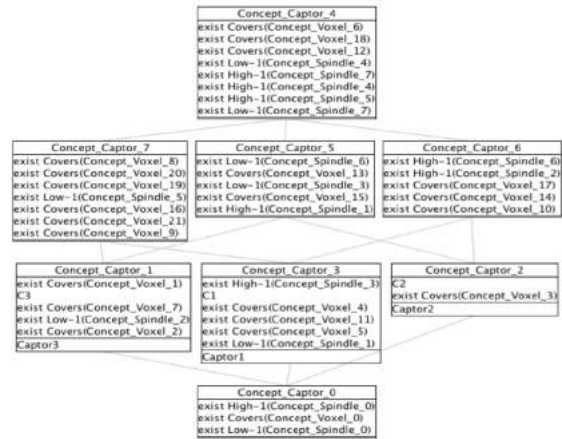 Concept_Captor_4
exist Covers(Concept_Voxel_6)
exist Covers(Concept_Voxel_18)
exist Covers(Concept_Voxel_12)
exist Low-1(Concept_Spindle_4)
exist High-1(Concept_Spindle_7)
exist High-1(Concept_Spindle_4)
exist High-1(Concept_Spindle_5)
exist Low-1(Concept_Spindle_7)
Concept_Captor_7
exist Covers(Concept_Voxel_8)
exist Covers(Concept_Voxel_20)
exist Covers(Concept_Voxel_19)
exist Low-1(Concept_Spindle_5)
exist Covers(Concept_Voxel_16)
exist Covers(Concept_Voxel_21)
exist Covers(Concept_Voxel_9)
Concept_Captor_5
exist Low-1(Concept_Spindle_6)
exist Covers(Concept_Voxel_13)
exist Low-1(Concept_Spindle_3)
exist Covers(Concept_Voxel_15)
exist High-1(Concept_Spindle_1)
Concept_Captor_6
exist High-1(Concept_Spindle_6)
exist High-1(Concept_Spindle_2)
exist Covers(Concept_Voxel_17)
exist Covers(Concept_Voxel_14)
exist Covers(Concept_Voxel_10)
Concept_Captor_1
exist Covers(Concept_Voxel_1)
C3
exist Covers(Concept_Voxel_7)
exist Low-1(Concept_Spindle_2)
exist Covers(Concept_Voxel_2)
Captor3
Concept_Captor_3
exist High-1(Concept_Spindle_3)
C1
exist Covers(Concept_Voxel_4)
exist Covers(Concept_Voxel_11)
exist Covers(Concept_Voxel_5)
exist Low-1(Concept_Spindle_1)
Captor1
Concept_Captor_2
C2
exist Covers(Concept_Voxel_3)
Captor2
Concept_Captor_0
exist High-1(Concept_Spindle_0)
exist Covers(Concept_Voxel_0)
exist Low-1(Concept_Spindle_0)